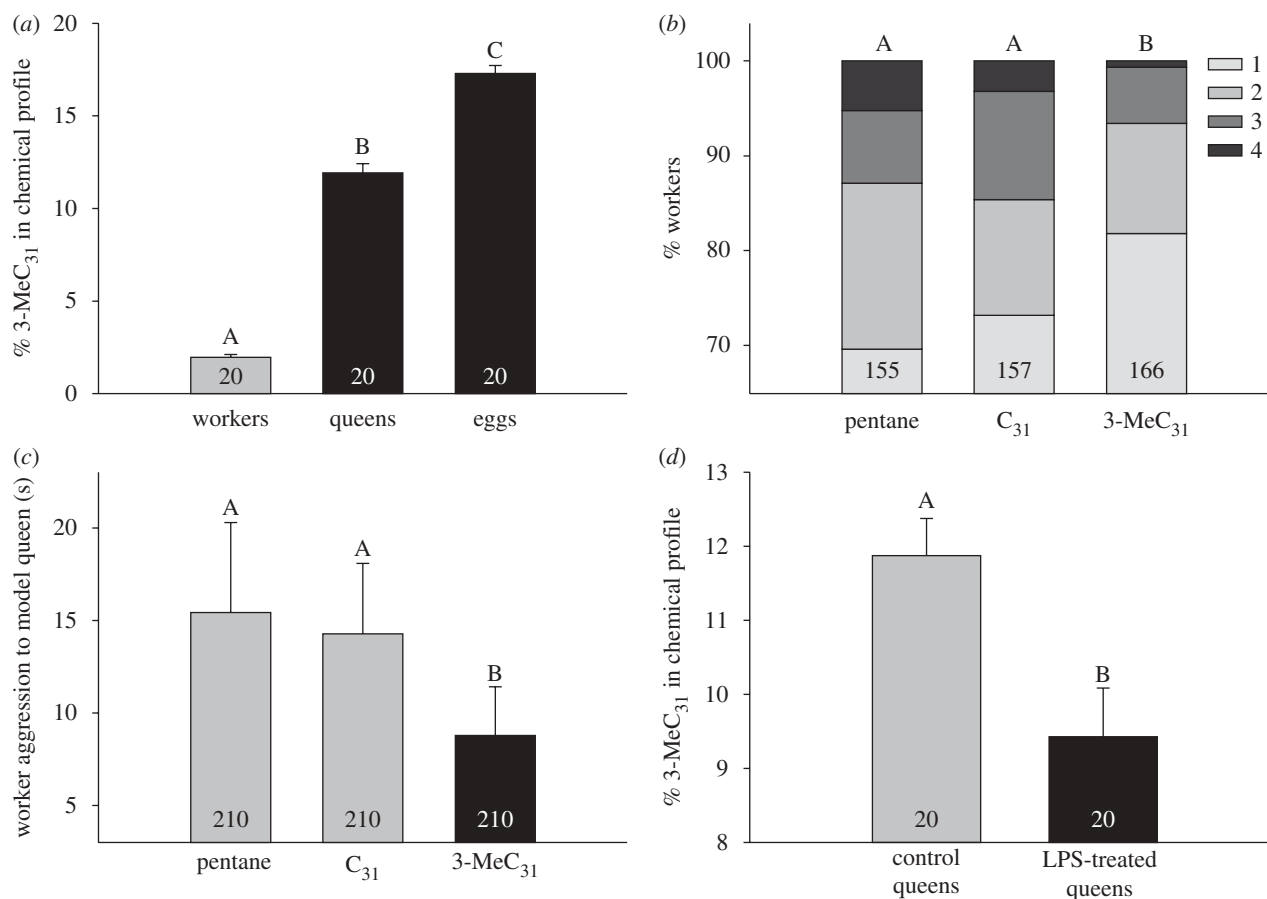 (a)
% 3-MeC31 in chemical profile
20
15
10
5
0
A
B
C
20
20
20
workers
queens
eggs
(b)
% workers
100
90
80
70
A
A
B
155
157
166
pentane
C31
3-MeC31
1
2
3
4
(c)
worker aggression to model queen (s)
20
15
10
5
A
A
B
210
210
210
pentane
C31
3-MeC31
(d)
% 3-MeC31 in chemical profile
13
12
11
10
9
8
A
B
20
20
control
queens
LPS-treated
queens